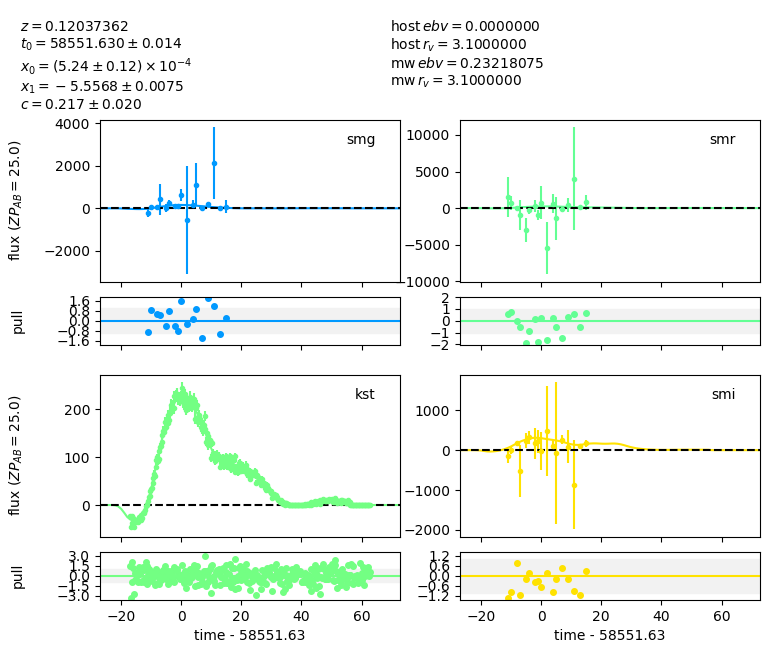 z = 0.12037362
t₀ = 58551.630 ± 0.014
x₀ = (5.24 ± 0.12) × 10⁻⁴
x₁ = −5.5568 ± 0.0075
c = 0.217 ± 0.020
host ebv = 0.0000000
host r_v = 3.1000000
mw ebv = 0.23218075
mw r_v = 3.1000000
flux (ZP_AB = 25.0)
4000
2000
0
−2000
smg
10000
5000
0
−5000
−10000
smr
pull
1.6
0.8
0.0
−0.8
−1.6
2
1
0
−1
−2
flux (ZP_AB = 25.0)
200
100
0
kst
1000
0
−1000
−2000
smi
pull
3.0
1.5
0.0
−1.5
−3.0
1.2
0.6
0.0
−0.6
−1.2
−20 0 20 40 60
−20 0 20 40 60
time - 58551.63
time - 58551.63